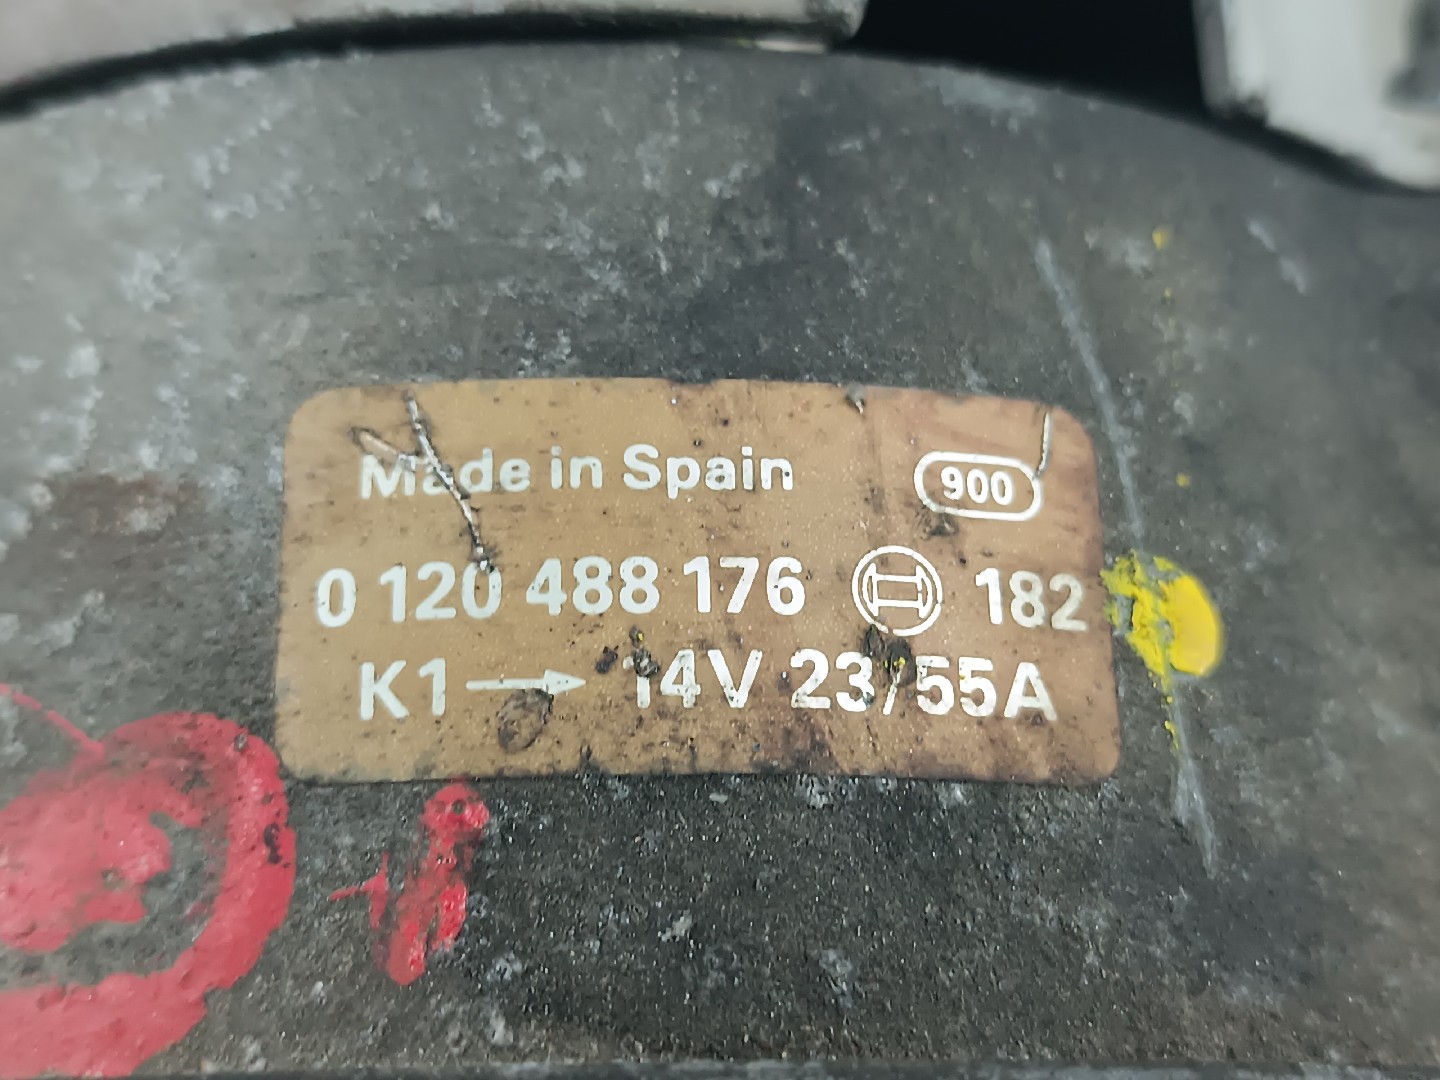 Made in Spain 900
0 120 488 176 182
K1 → 14V 23/55A